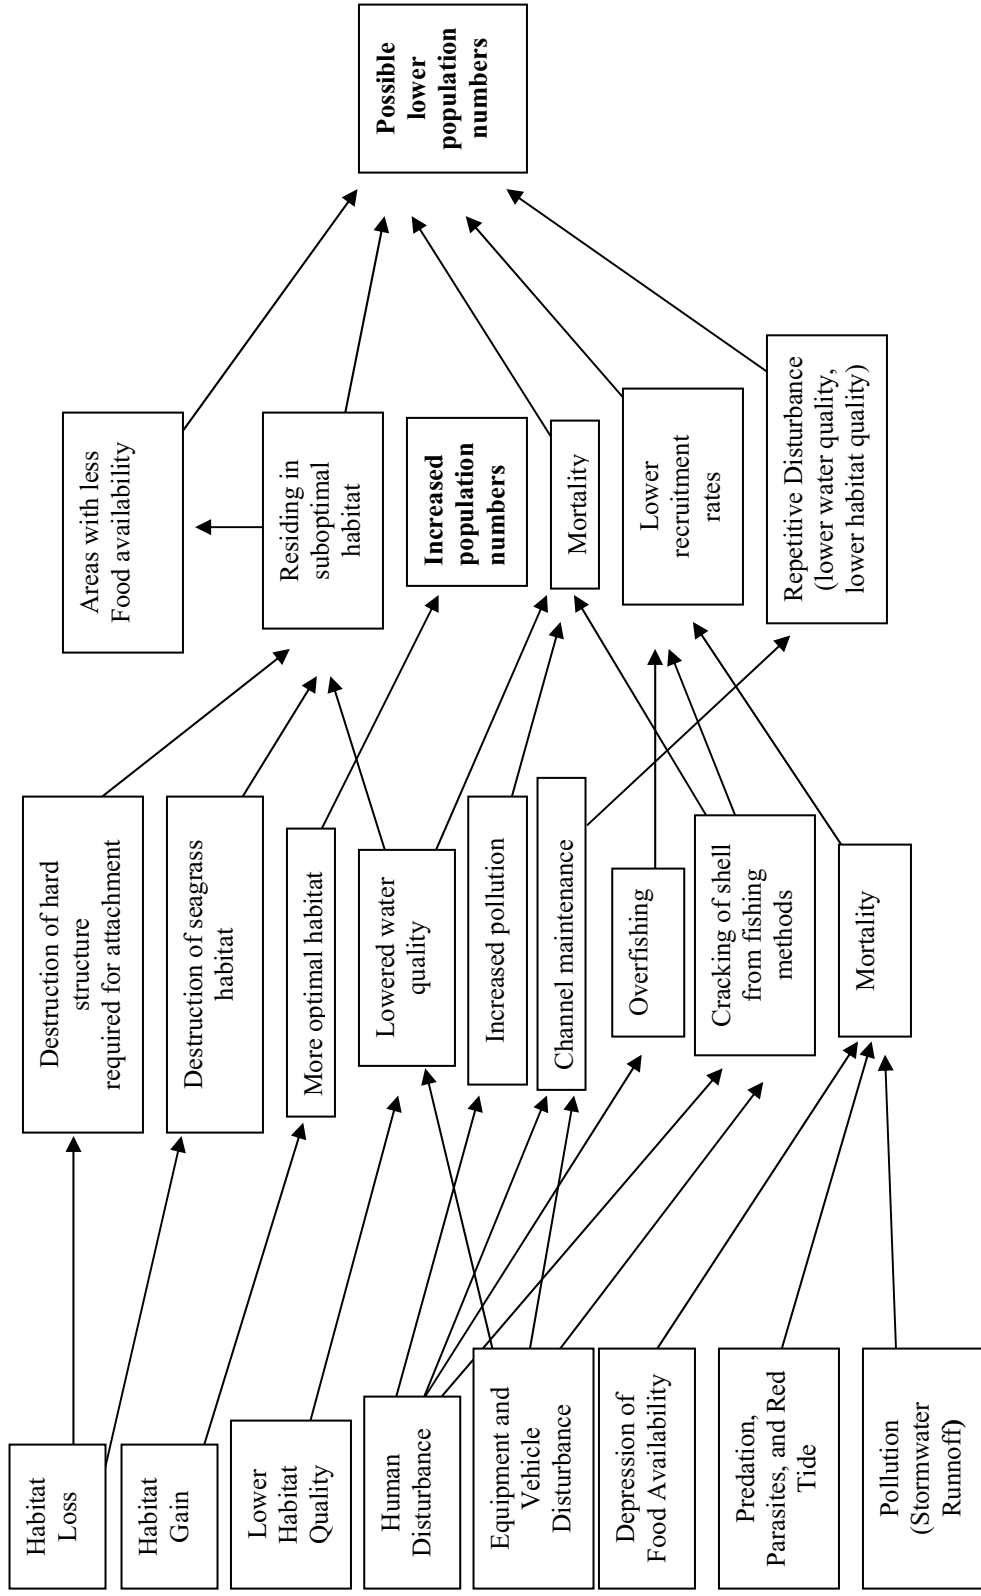 Habitat
Loss
Habitat
Gain
Lower
Habitat
Quality
Human
Disturbance
Equipment and
Vehicle
Disturbance
Depression of
Food Availability
Predation,
Parasites, and Red
Tide
Pollution
(Stormwater
Runnoff)
Destruction of hard
structure
required for attachment
Destruction of seagrass
habitat
More optimal habitat
Lowered water
quality
Increased pollution
Channel maintenance
Overfishing
Cracking of shell
from fishing
methods
Mortality
Areas with less
Food availability
Residing in
suboptimal
habitat
Increased
population
numbers
Mortality
Lower
recruitment
rates
Repetitive Disturbance
(lower water quality,
lower habitat quality)
Possible
lower
population
numbers